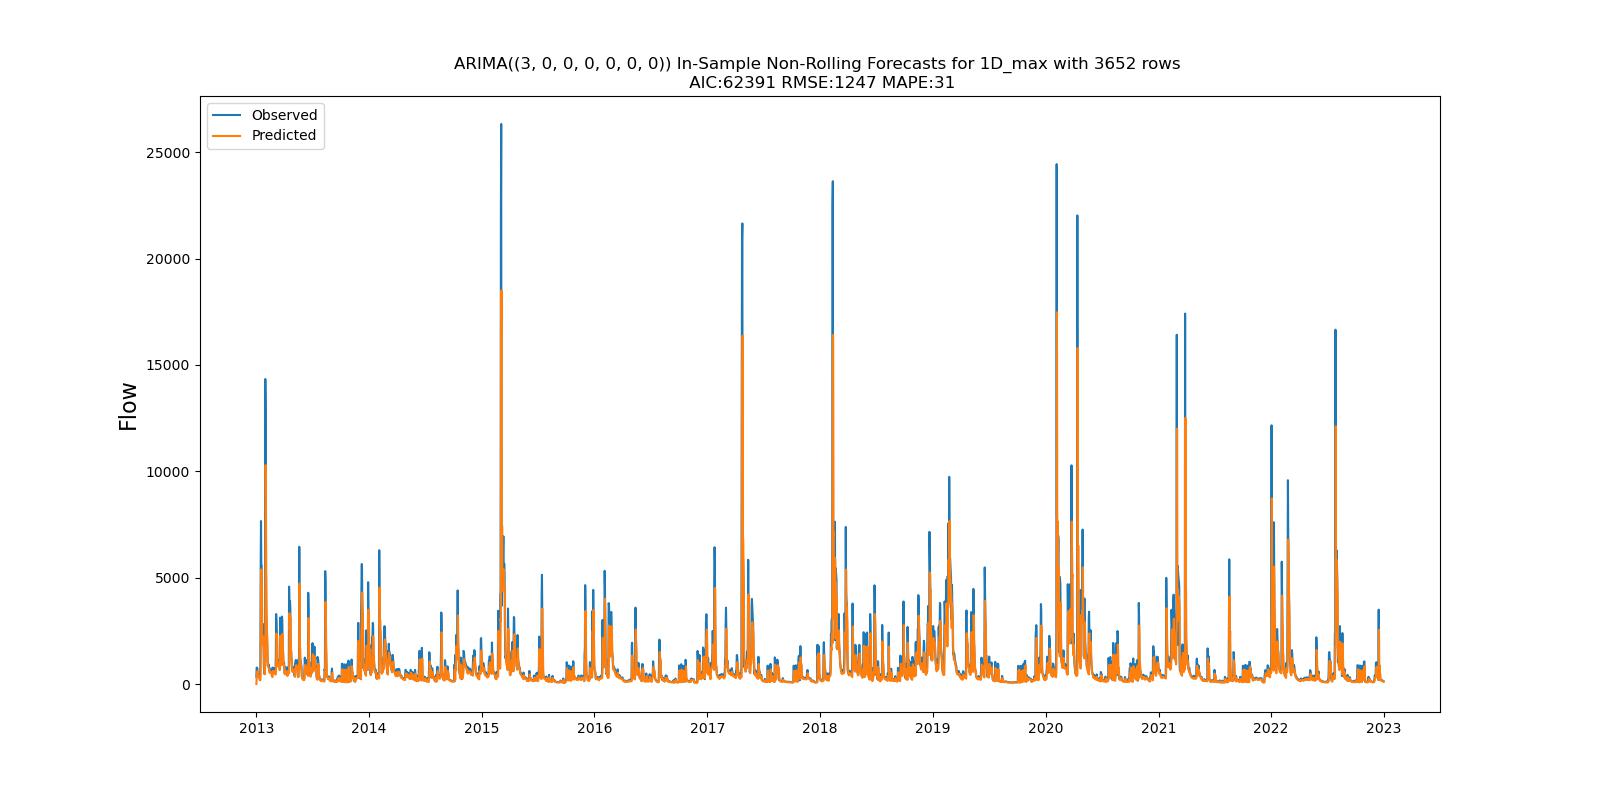 ARIMA((3, 0, 0, 0, 0, 0, 0)) In-Sample Non-Rolling Forecasts for 1D_max with 3652 rows
AIC:62391 RMSE:1247 MAPE:31
Observed
Predicted
25000
20000
15000
10000
5000
0
Flow
2013 2014 2015 2016 2017 2018 2019 2020 2021 2022 2023